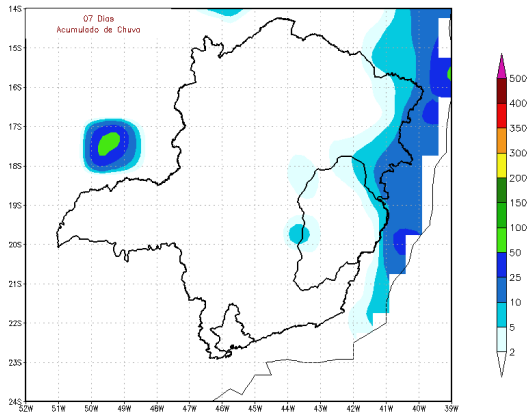 07 Dias
Acumulado de Chuva
14S
15S
16S
17S
18S
19S
20S
21S
22S
23S
24S
52W 51W 50W 49W 48W 47W 46W 45W 44W 43W 42W 41W 40W 39W
500
400
350
300
200
150
100
50
25
10
5
2